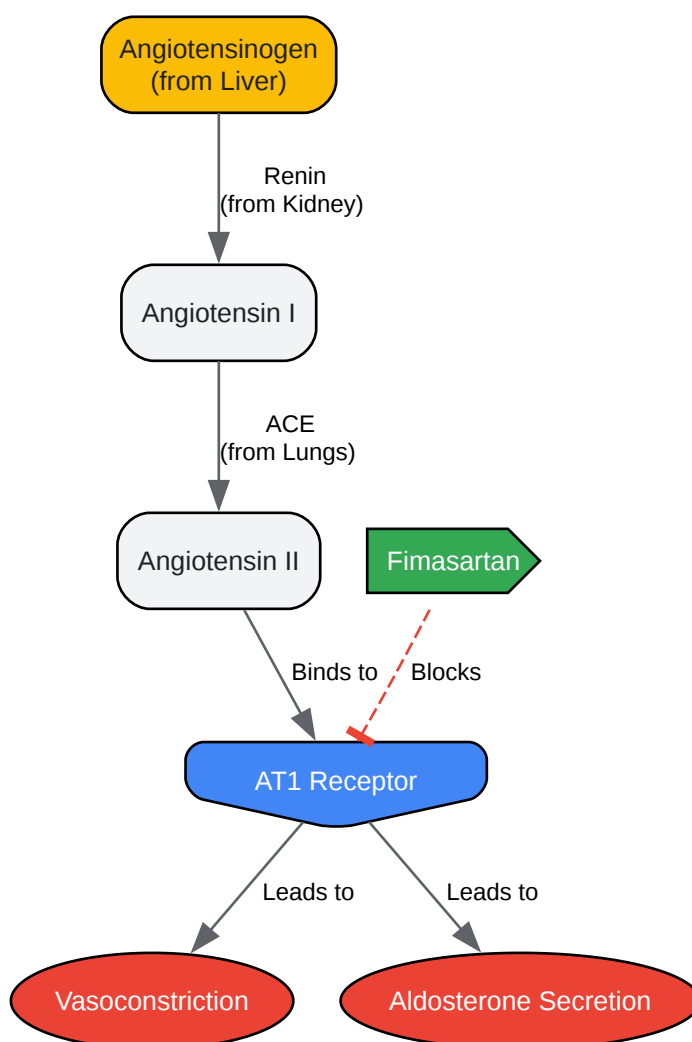 Angiotensinogen
(from Liver)
Renin
(from Kidney)
Angiotensin I
ACE
(from Lungs)
Angiotensin II
Fimasartan
Binds to
Blocks
AT1 Receptor
Leads to
Leads to
Vasoconstriction
Aldosterone Secretion